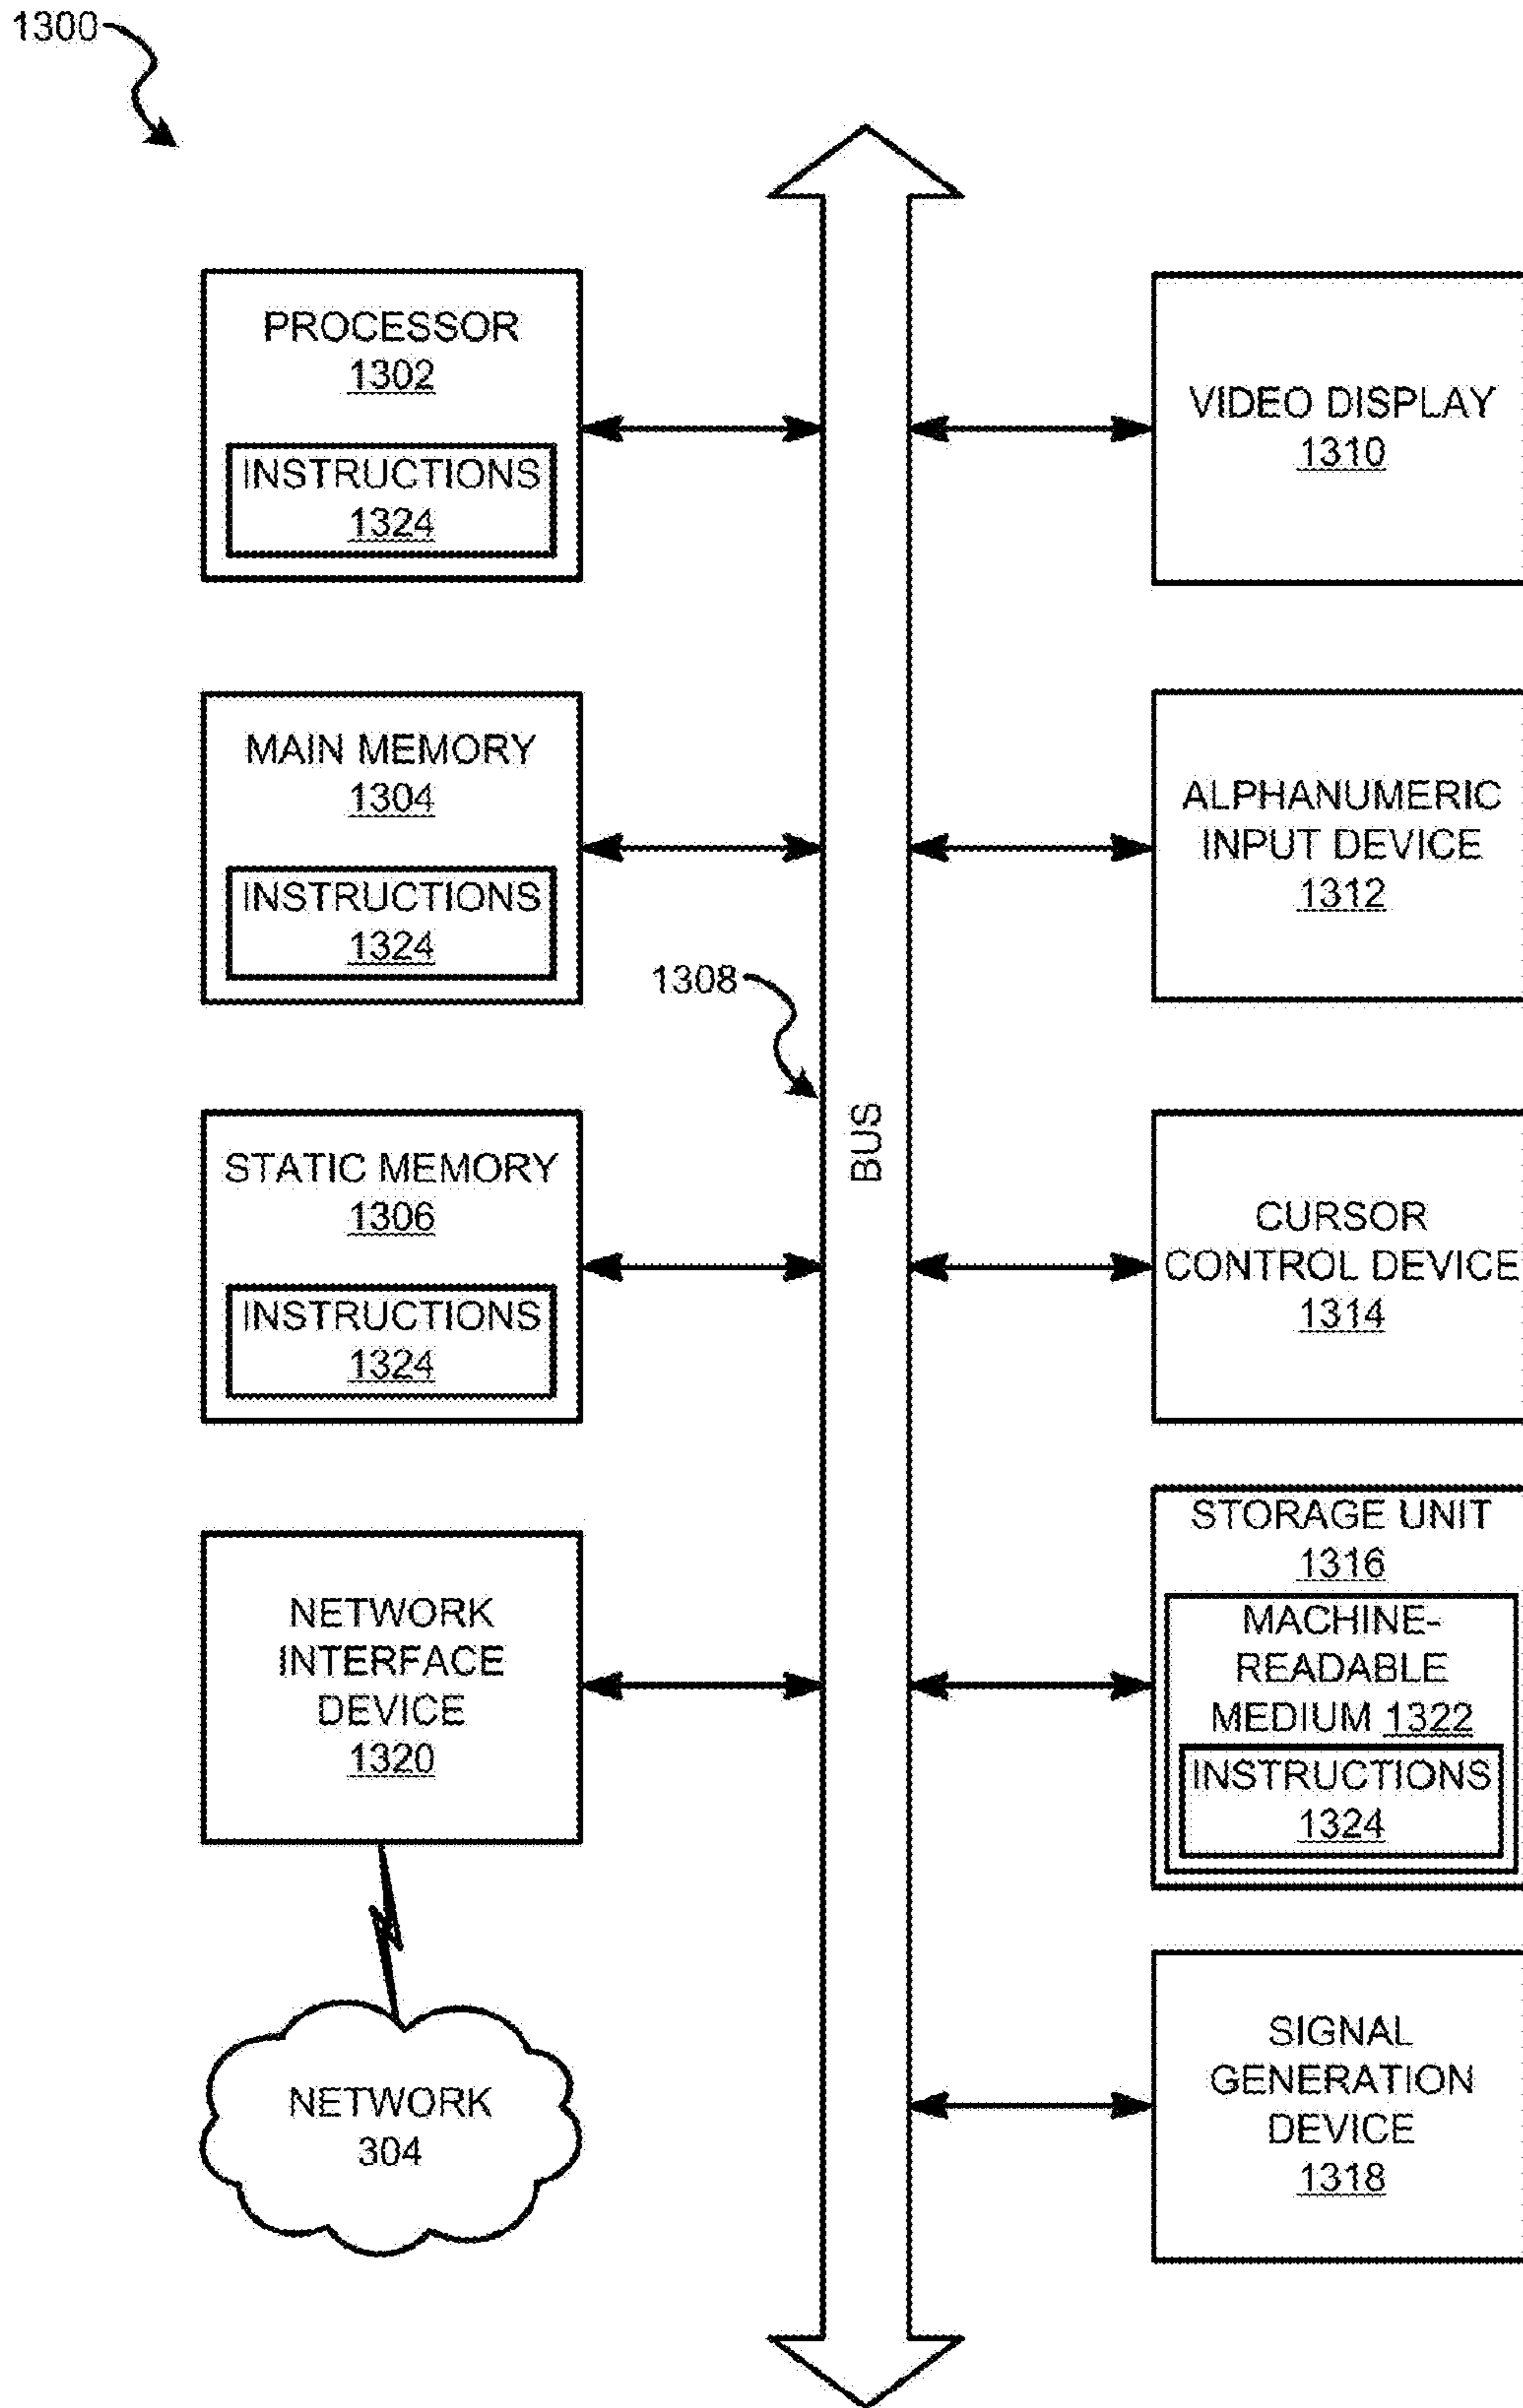 1300
PROCESSOR
1302
INSTRUCTIONS
1324
MAIN MEMORY
1304
INSTRUCTIONS
1324
STATIC MEMORY
1306
INSTRUCTIONS
1324
NETWORK
INTERFACE
DEVICE
1320
NETWORK
304
1308
BUS
VIDEO DISPLAY
1310
ALPHANUMERIC
INPUT DEVICE
1312
CURSOR
CONTROL DEVICE
1314
STORAGE UNIT
1316
MACHINE-
READABLE
MEDIUM 1322
INSTRUCTIONS
1324
SIGNAL
GENERATION
DEVICE
1318